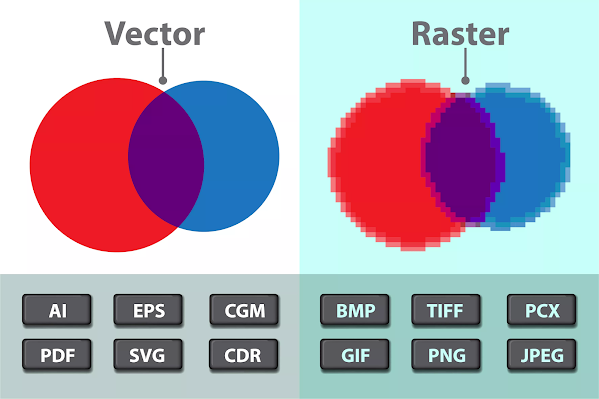 Vector
Raster
AI EPS CGM
PDF SVG CDR
BMP TIFF PCX
GIF PNG JPEG